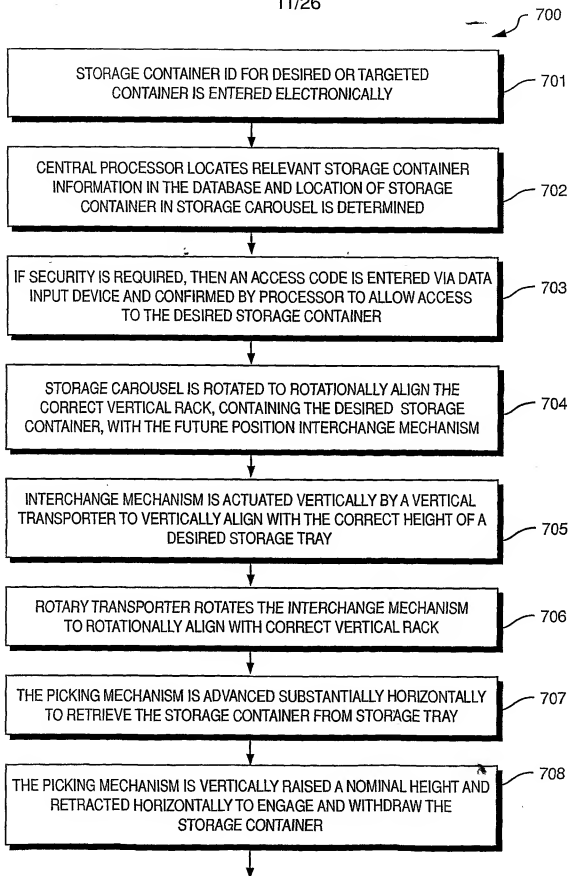 11/26
700
STORAGE CONTAINER ID FOR DESIRED OR TARGETED
CONTAINER IS ENTERED ELECTRONICALLY
701
CENTRAL PROCESSOR LOCATES RELEVANT STORAGE CONTAINER
INFORMATION IN THE DATABASE AND LOCATION OF STORAGE
CONTAINER IN STORAGE CAROUSEL IS DETERMINED
702
IF SECURITY IS REQUIRED, THEN AN ACCESS CODE IS ENTERED VIA DATA
INPUT DEVICE AND CONFIRMED BY PROCESSOR TO ALLOW ACCESS
TO THE DESIRED STORAGE CONTAINER
703
STORAGE CAROUSEL IS ROTATED TO ROTATIONALLY ALIGN THE
CORRECT VERTICAL RACK, CONTAINING THE DESIRED STORAGE
CONTAINER, WITH THE FUTURE POSITION INTERCHANGE MECHANISM
704
INTERCHANGE MECHANISM IS ACTUATED VERTICALLY BY A VERTICAL
TRANSPORTER TO VERTICALLY ALIGN WITH THE CORRECT HEIGHT OF A
DESIRED STORAGE TRAY
705
ROTARY TRANSPORTER ROTATES THE INTERCHANGE MECHANISM
TO ROTATIONALLY ALIGN WITH CORRECT VERTICAL RACK
706
THE PICKING MECHANISM IS ADVANCED SUBSTANTIALLY HORIZONTALLY
TO RETRIEVE THE STORAGE CONTAINER FROM STORAGE TRAY
707
THE PICKING MECHANISM IS VERTICALLY RAISED A NOMINAL HEIGHT AND
RETRACTED HORIZONTALLY TO ENGAGE AND WITHDRAW THE
STORAGE CONTAINER
708